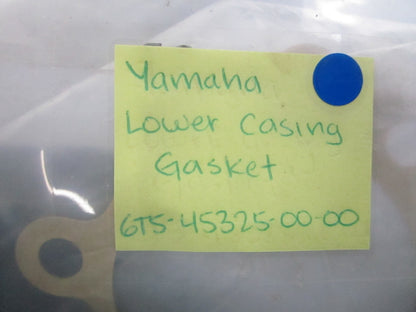 Yamaha
Lower Casing
Gasket
6T5-45325-00-00